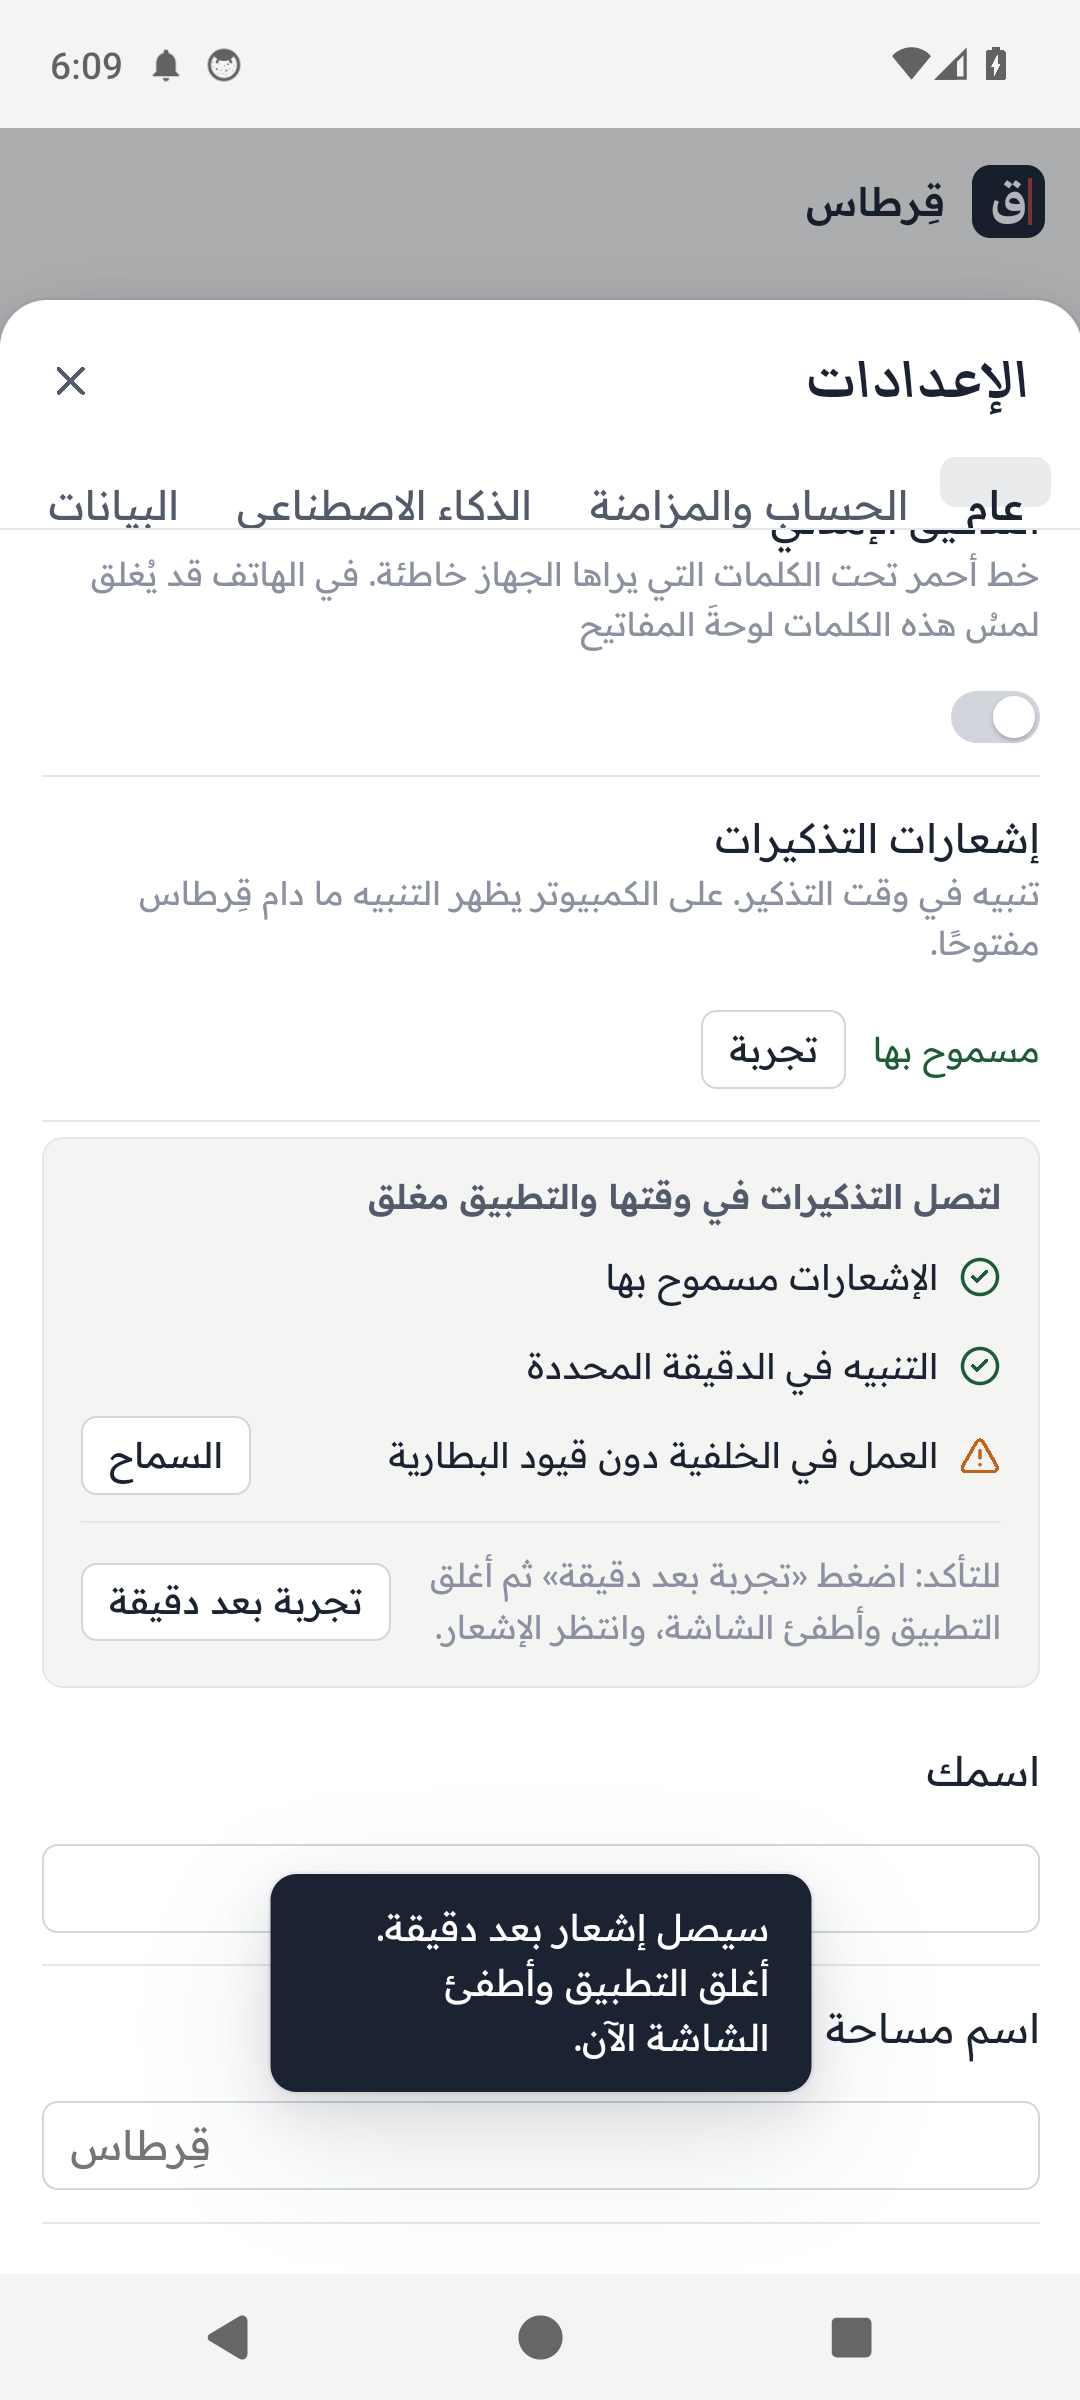 6:09
قِرطاس
ق
الإعدادات
عام
الحساب والمزامنة
الذكاء الاصطناعي
البيانات
خط أحمر تحت الكلمات التي يراها الجهاز خاطئة. في الهاتف قد يُغلق
لمسُ هذه الكلمات لوحةَ المفاتيح
إشعارات التذكيرات
تنبيه في وقت التذكير. على الكمبيوتر يظهر التنبيه ما دام قِرطاس
مفتوحًا.
مسموح بها
تجربة
لتصل التذكيرات في وقتها والتطبيق مغلق
الإشعارات مسموح بها
التنبيه في الدقيقة المحددة
العمل في الخلفية دون قيود البطارية
السماح
للتأكد: اضغط «تجربة بعد دقيقة» ثم أغلق
التطبيق وأطفئ الشاشة، وانتظر الإشعار.
تجربة بعد دقيقة
اسمك
سيصل إشعار بعد دقيقة.
أغلق التطبيق وأطفئ
الشاشة الآن.
اسم مساحة
قِرطاس